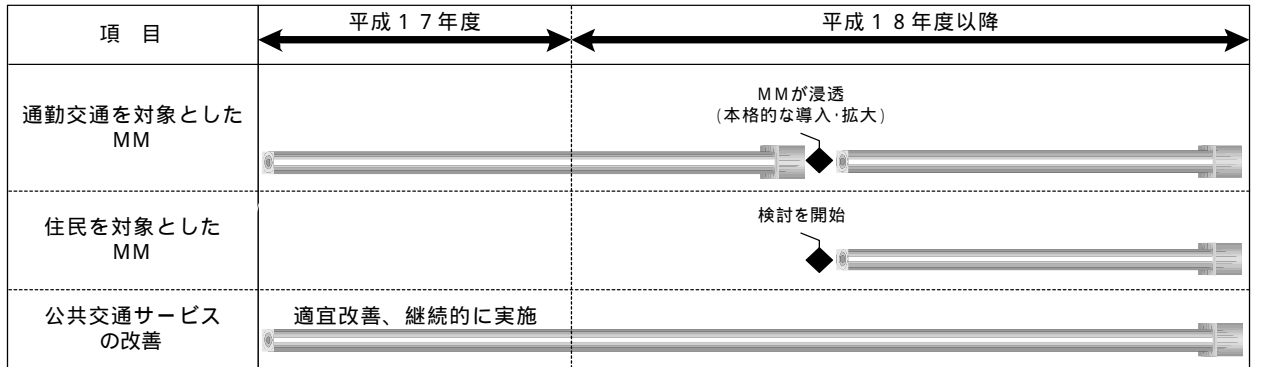 項　目
平成１７年度
平成１８年度以降
通勤交通を対象とした
ＭＭ
ＭＭが浸透
(本格的な導入･拡大)
住民を対象とした
ＭＭ
検討を開始
公共交通サービス
の改善
適宜改善、継続的に実施